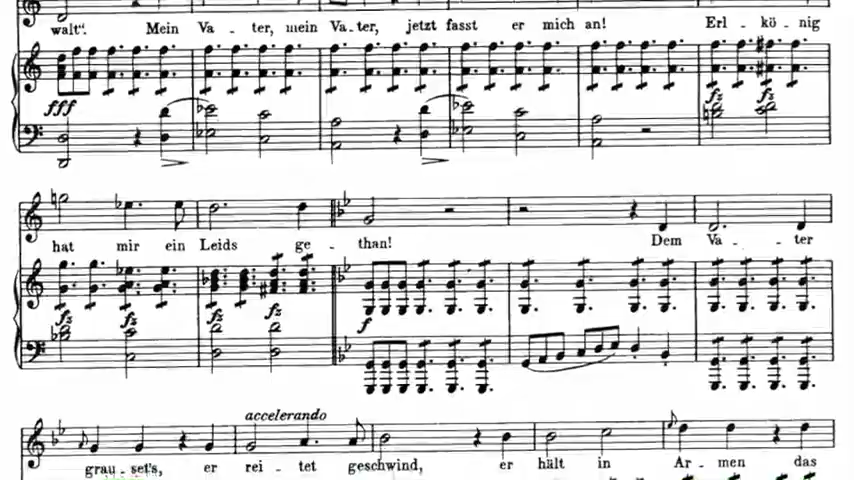 walt“. Mein Va - ter, mein Va - ter, jetzt fasst er mich an! Erl - kö - nig
fff
fz fz
hat mir ein Leids ge - than! Dem Va - ter
fz fz fz fz f
accelerando
grau - set's, er rei - tet geschwind, er hält in Ar - men das